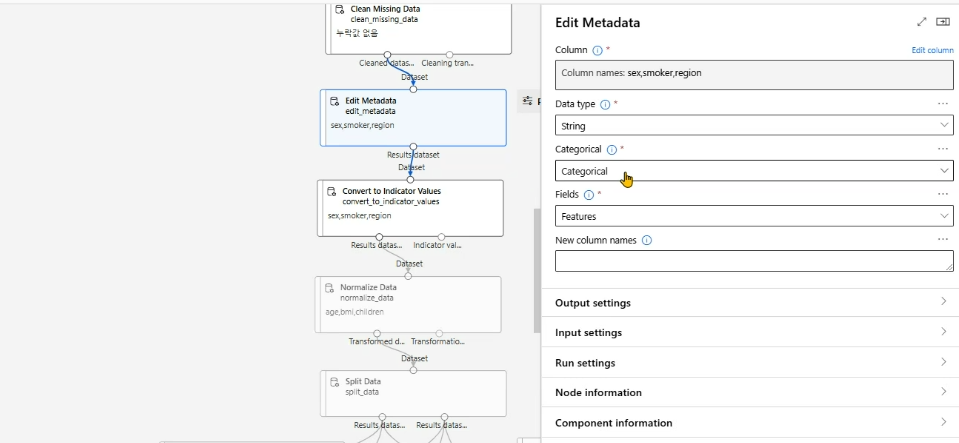 Clean Missing Data
clean_missing_data
누락값 없음
Cleaned datas...
Cleaning tran...
Dataset
Edit Metadata
edit_metadata
sex,smoker,region
Results dataset
Dataset
Convert to Indicator Values
convert_to_indicator_values
sex,smoker,region
Results datas...
Indicator val...
Dataset
Normalize Data
normalize_data
age,bmi,children
Transformed d...
Transformatio...
Dataset
Split Data
split_data
Results datas...
Results datas...
Edit Metadata
Column *
Edit column
Column names: sex,smoker,region
Data type *
String
Categorical *
Categorical
Fields *
Features
New column names
Output settings
Input settings
Run settings
Node information
Component information